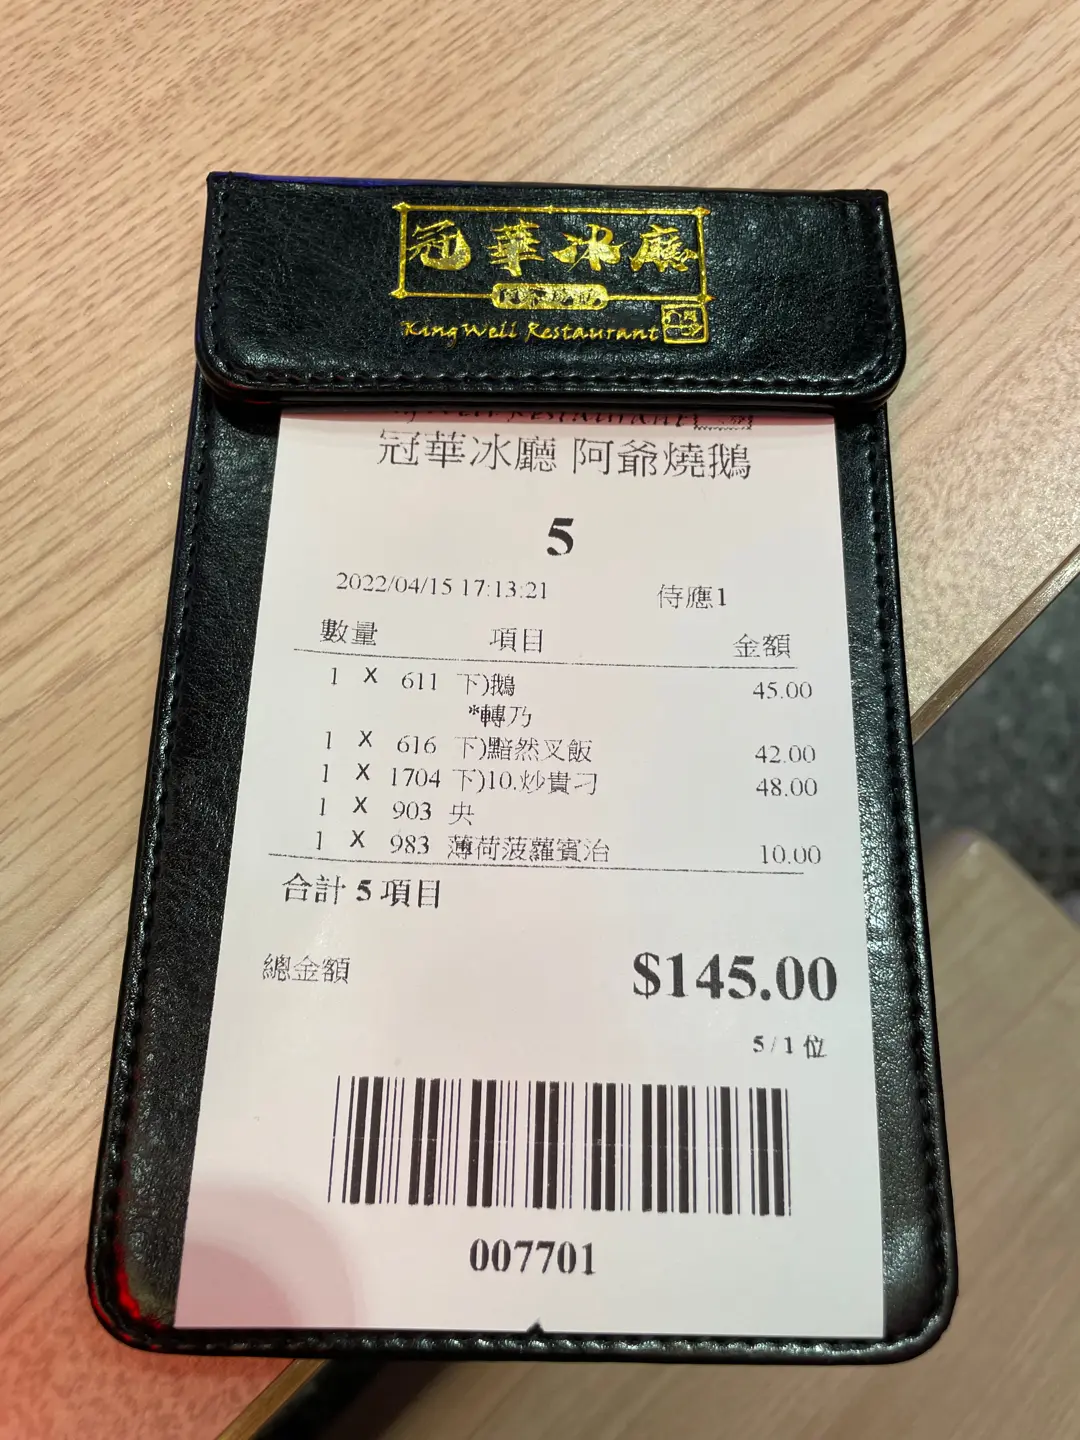 冠華冰廳
KingWell Restaurant
冠華冰廳 阿爺燒鵝
5
2022/04/15 17:13:21 侍應1
數量 項目 金額
1 X 611 下)鵝 45.00
*轉乃
1 X 616 下)黯然叉飯 42.00
1 X 1704 下)10.炒貴刁 48.00
1 X 903 央
1 X 983 薄荷菠蘿賓治 10.00
合計 5 項目
總金額 $145.00
5 / 1 位
007701